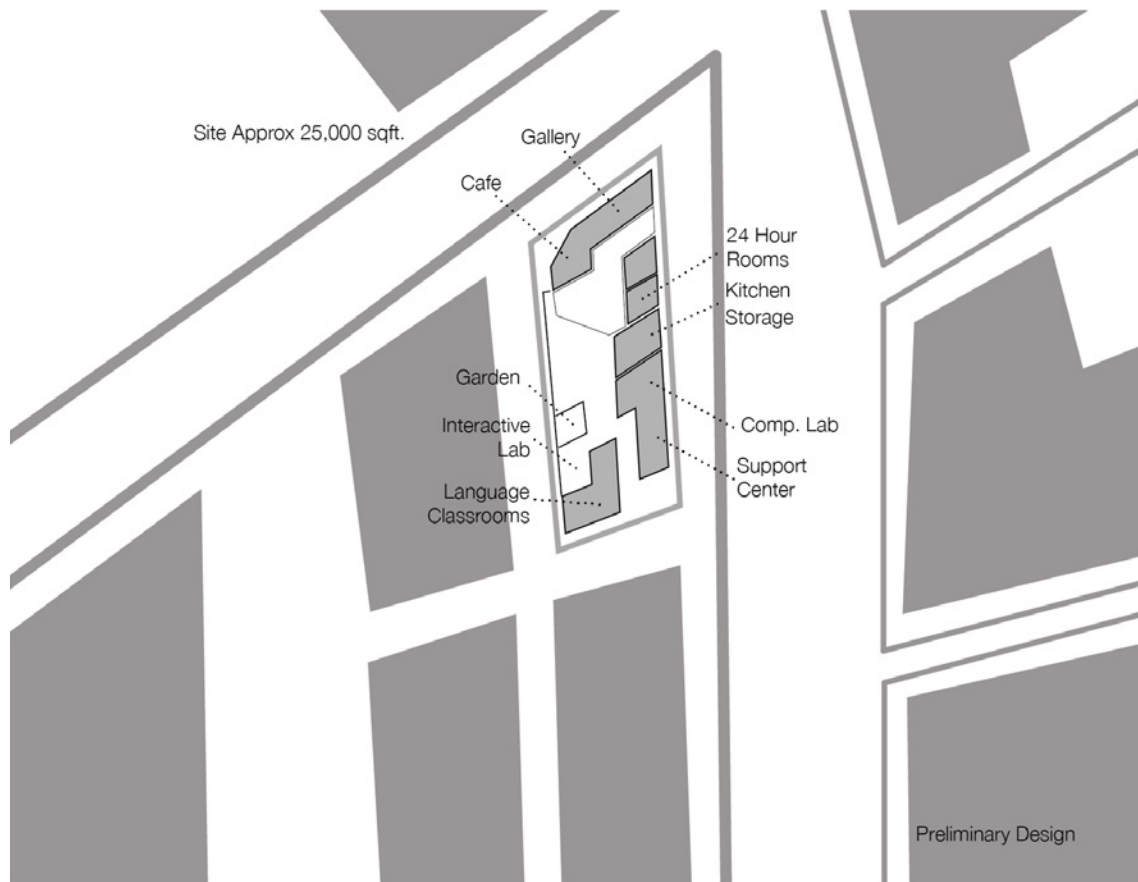 Site Approx 25,000 sqft.
Gallery
Cafe
24 Hour
Rooms
Kitchen
Storage
Garden
Interactive
Lab
Comp. Lab
Language
Classrooms
Support
Center
Preliminary Design